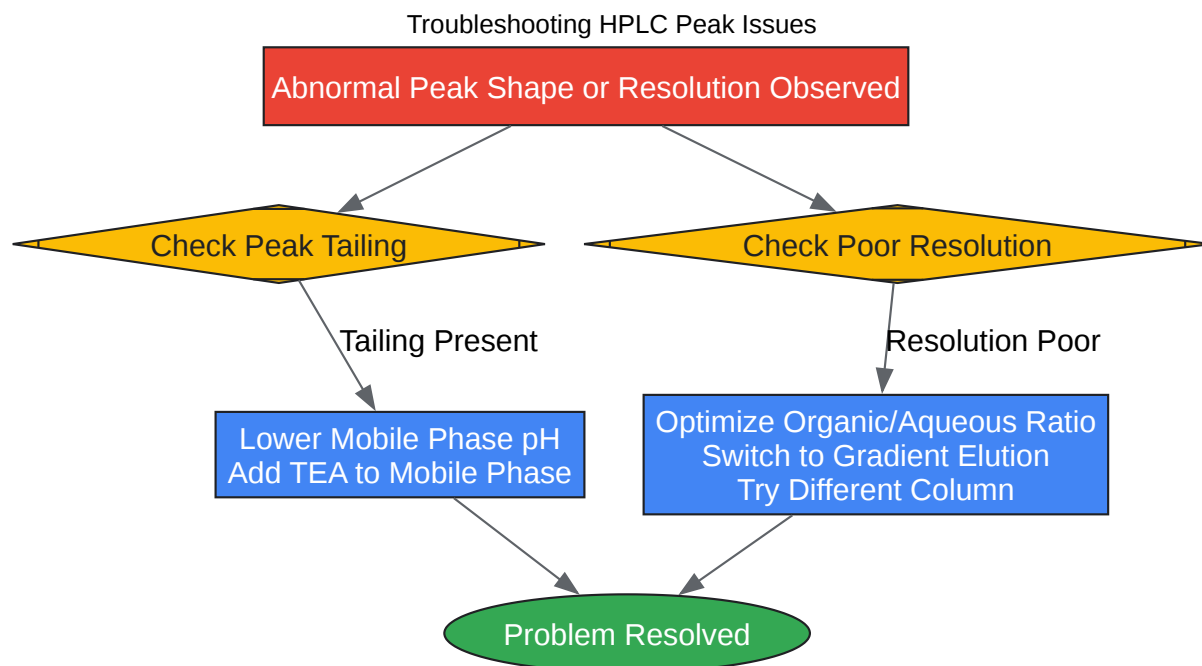 Troubleshooting HPLC Peak Issues
Abnormal Peak Shape or Resolution Observed
Check Peak Tailing
Check Poor Resolution
Tailing Present
Resolution Poor
Lower Mobile Phase pH
Add TEA to Mobile Phase
Optimize Organic/Aqueous Ratio
Switch to Gradient Elution
Try Different Column
Problem Resolved